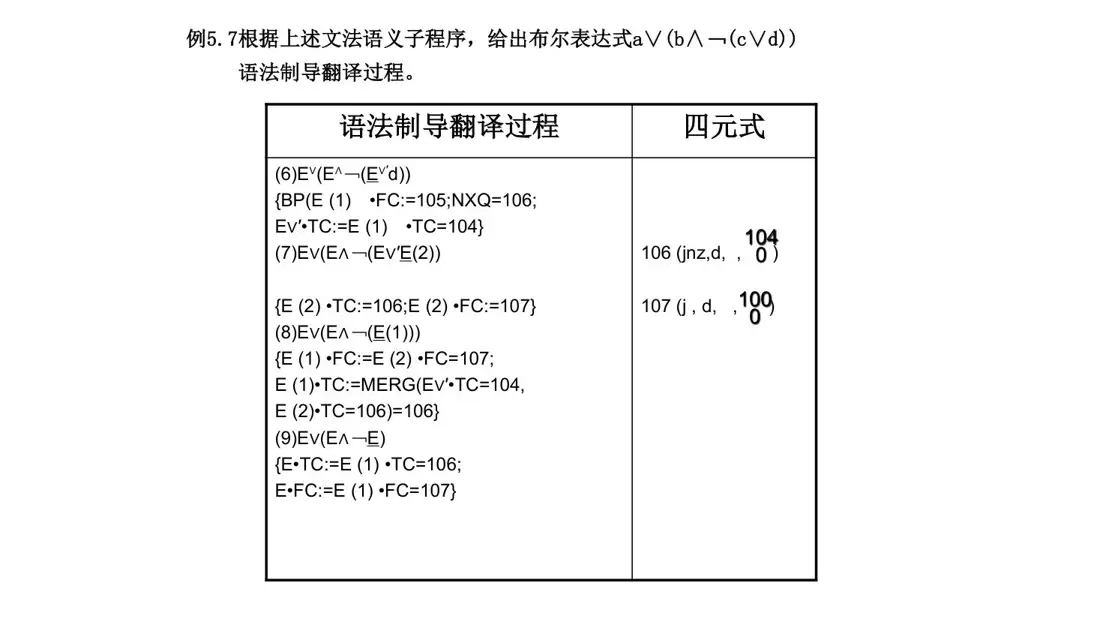 例5.7根据上述文法语义子程序，给出布尔表达式a∨(b∧￢(c∨d))
语法制导翻译过程。
语法制导翻译过程
四元式
(6)E∨(E∧￢(E∨′d))
{BP(E (1) •FC:=105;NXQ=106;
E∨′•TC:=E (1) •TC=104}
(7)E∨(E∧￢(E∨′E(2))
106 (jnz,d, , 104
0 )
{E (2) •TC:=106;E (2) •FC:=107}
107 (j , d, , 100
0 )
(8)E∨(E∧￢(E(1)))
{E (1) •FC:=E (2) •FC=107;
E (1)•TC:=MERG(E∨′•TC=104,
E (2)•TC=106)=106}
(9)E∨(E∧￢E)
{E•TC:=E (1) •TC=106;
E•FC:=E (1) •FC=107}